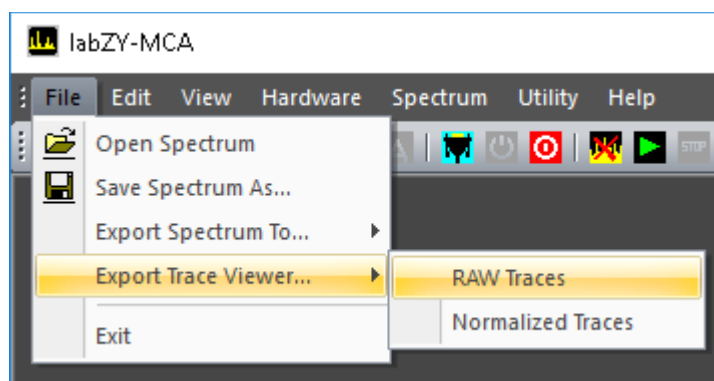 labZY-MCA
File Edit View Hardware Spectrum Utility Help
Open Spectrum
STOP
Save Spectrum As...
Export Spectrum To...
Export Trace Viewer...
RAW Traces
Normalized Traces
Exit